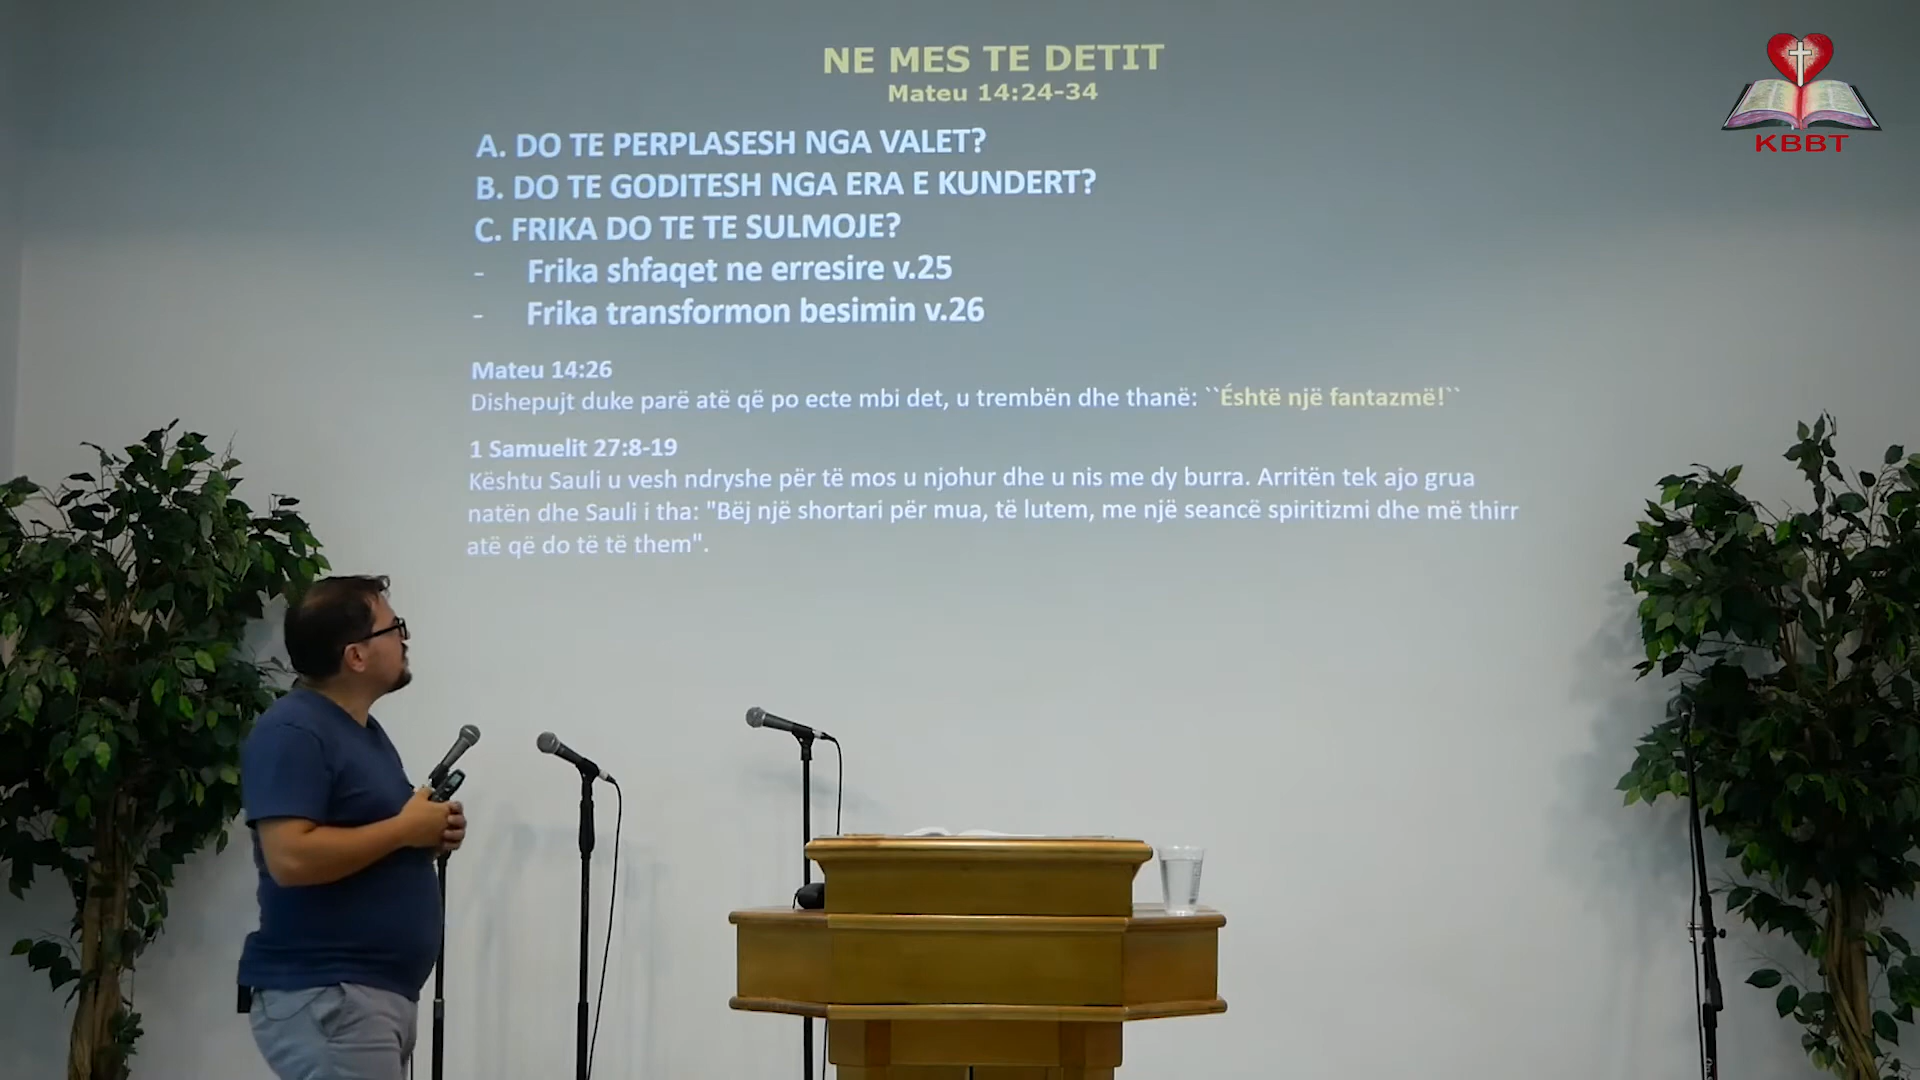 NE MES TE DETIT
Mateu 14:24-34
A. DO TE PERPLASESH NGA VALET?
B. DO TE GODITESH NGA ERA E KUNDERT?
C. FRIKA DO TE TE SULMOJE?
- Frika shfaqet ne erresire v.25
- Frika transformon besimin v.26
Mateu 14:26
Dishepujt duke parë atë që po ecte mbi det, u trembën dhe thanë: ``Është një fantazmë!``
1 Samuelit 27:8-19
Kështu Sauli u vesh ndryshe për të mos u njohur dhe u nis me dy burra. Arritën tek ajo grua
natën dhe Sauli i tha: "Bëj një shortari për mua, të lutem, me një seancë spiritizmi dhe më thirr
atë që do të të them".
KBBT